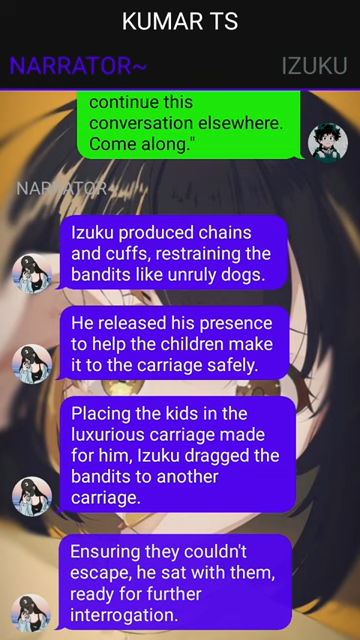 KUMAR TS
NARRATOR~
IZUKU
continue this
conversation elsewhere.
Come along."
NARRATOR~
Izuku produced chains
and cuffs, restraining the
bandits like unruly dogs.
He released his presence
to help the children make
it to the carriage safely.
Placing the kids in the
luxurious carriage made
for him, Izuku dragged the
bandits to another
carriage.
Ensuring they couldn't
escape, he sat with them,
ready for further
interrogation.